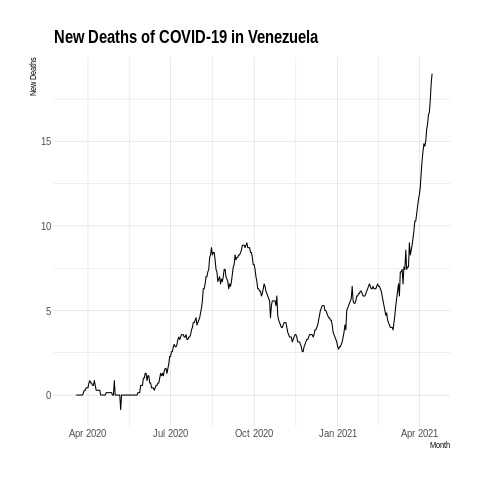 New Deaths of COVID-19 in Venezuela
New Deaths
15
10
5
0
Apr 2020
Jul 2020
Oct 2020
Jan 2021
Apr 2021
Month